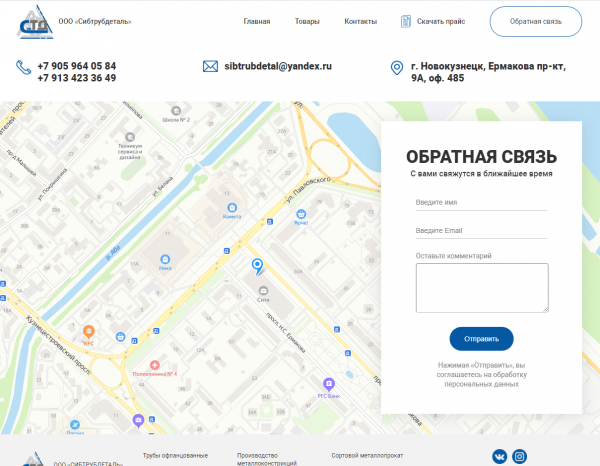 СТД
ООО «Сибтрубдеталь»
Главная
Товары
Контакты
Скачать прайс
Обратная связь
+7 905 964 05 84
+7 913 423 36 49
sibtrubdetal@yandex.ru
г. Новокузнецк, Ермакова пр-кт,
9А, оф. 485
Школа № 2
Техникум
сервиса и
дизайна
ул. Покрышкина
ул. Белана
р. Аба
ул. Павловского
Комета
Ярче!
Ника
Сити
просп. Н.С. Ермакова
Кузнецкстроевский просп.
KFC
Поликлиника № 4
РГС Банк
ОБРАТНАЯ СВЯЗЬ
С вами свяжутся в ближайшее время
Введите имя
Введите Email
Оставьте комментарий
Отправить
Нажимая «Отправить», вы
соглашаетесь на обработку
персональных данных
ООО «СИБТРУБДЕТАЛЬ»
Трубы офланцованные
Производство
металлоконструкций
Сортовой металлопрокат